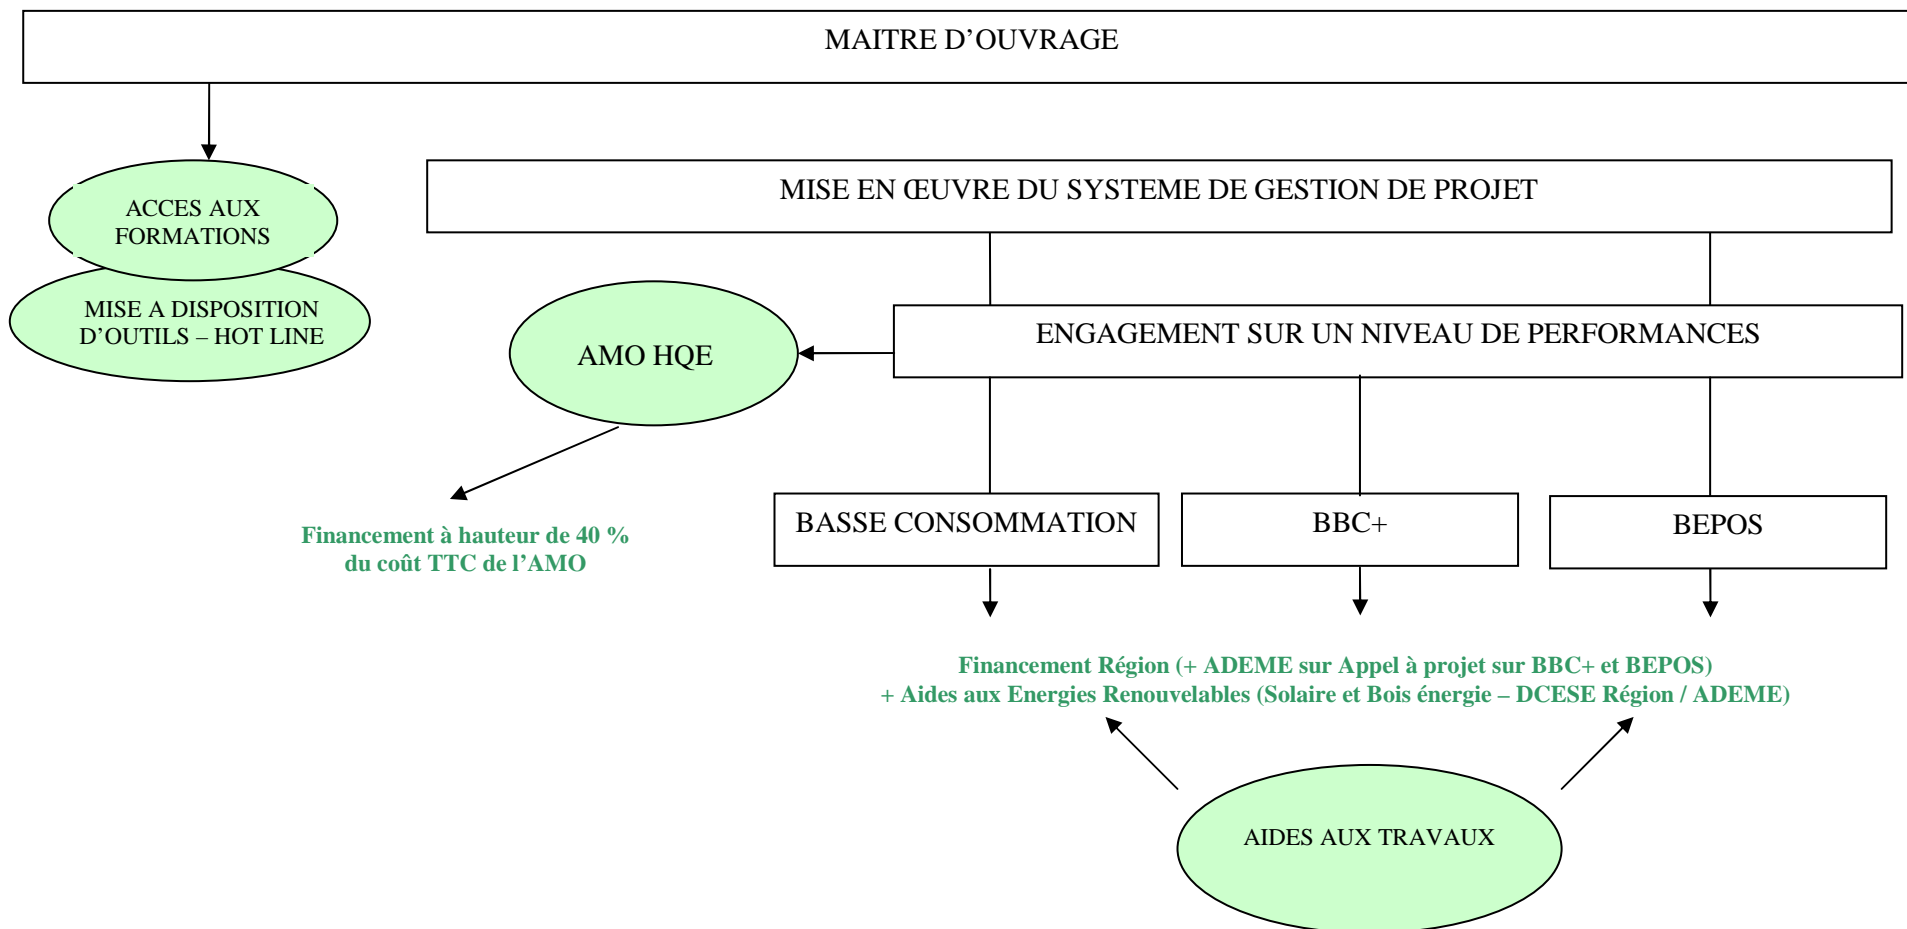 MAITRE D’OUVRAGE
ACCES AUX
FORMATIONS
MISE A DISPOSITION
D’OUTILS – HOT LINE
MISE EN ŒUVRE DU SYSTEME DE GESTION DE PROJET
ENGAGEMENT SUR UN NIVEAU DE PERFORMANCES
AMO HQE
Financement à hauteur de 40 %
du coût TTC de l’AMO
BASSE CONSOMMATION
BBC+
BEPOS
Financement Région (+ ADEME sur Appel à projet sur BBC+ et BEPOS)
+ Aides aux Energies Renouvelables (Solaire et Bois énergie – DCESE Région / ADEME)
AIDES AUX TRAVAUX